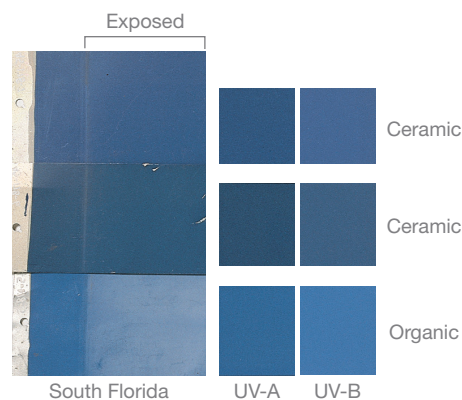 Exposed
Ceramic
Ceramic
Organic
South Florida
UV-A
UV-B